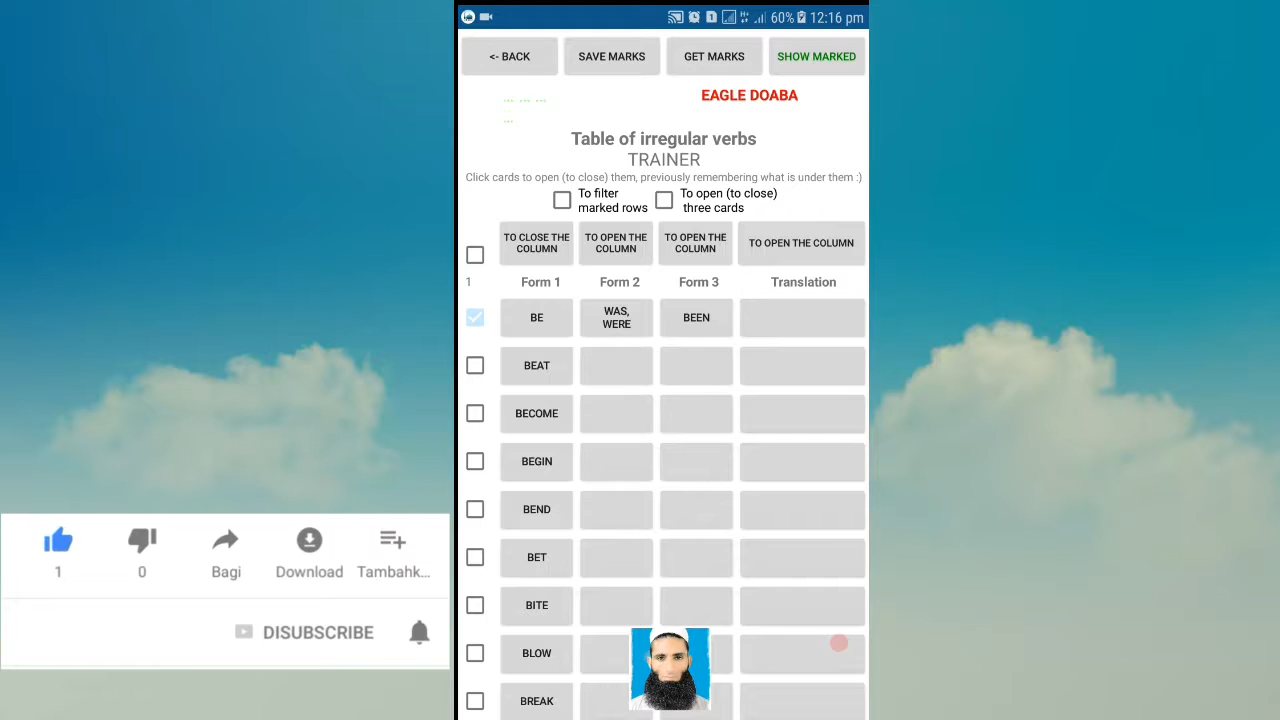 60% 12:16 pm
<- BACK SAVE MARKS GET MARKS SHOW MARKED
EAGLE DOABA
Table of irregular verbs
TRAINER
Click cards to open (to close) them, previously remembering what is under them :)
To filter
marked rows
To open (to close)
three cards
TO CLOSE THE
COLUMN
TO OPEN THE
COLUMN
TO OPEN THE
COLUMN
TO OPEN THE COLUMN
1 Form 1 Form 2 Form 3 Translation
BE
WAS,
WERE
BEEN
BEAT
BECOME
BEGIN
BEND
BET
BITE
BLOW
BREAK
1 0 Bagi Download Tambahk...
DISUBSCRIBE